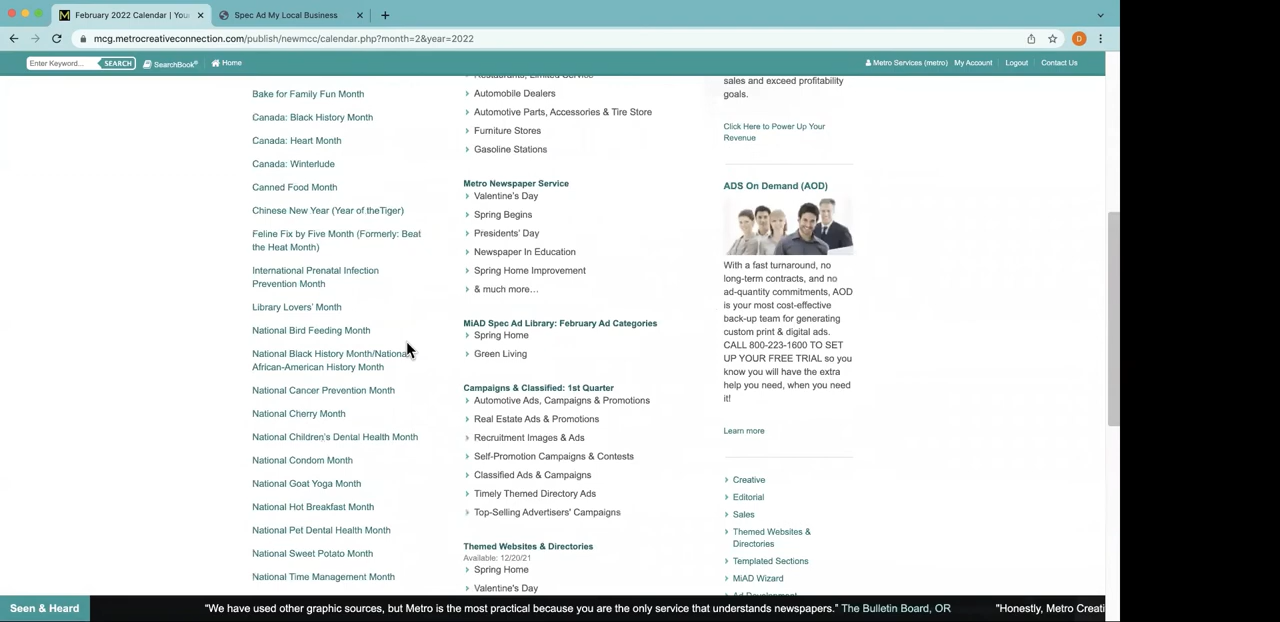 February 2022 Calendar | You
Spec Ad My Local Business
mcg.metrocreativeconnection.com/publish/newmcc/calendar.php?month=2&year=2022
D
Enter Keyword...
SEARCH
SearchBook®
Home
Metro Services (metro)
My Account
Logout
Contact Us
Bake for Family Fun Month
Canada: Black History Month
Canada: Heart Month
Canada: Winterlude
Canned Food Month
Chinese New Year (Year of theTiger)
Feline Fix by Five Month (Formerly: Beat
the Heat Month)
International Prenatal Infection
Prevention Month
Library Lovers' Month
National Bird Feeding Month
National Black History Month/National
African-American History Month
National Cancer Prevention Month
National Cherry Month
National Children's Dental Health Month
National Condom Month
National Goat Yoga Month
National Hot Breakfast Month
National Pet Dental Health Month
National Sweet Potato Month
National Time Management Month
Restaurants, Limited Service
Automobile Dealers
Automotive Parts, Accessories & Tire Store
Furniture Stores
Gasoline Stations
Metro Newspaper Service
Valentine's Day
Spring Begins
Presidents' Day
Newspaper In Education
Spring Home Improvement
& much more...
MiAD Spec Ad Library: February Ad Categories
Spring Home
Green Living
Campaigns & Classified: 1st Quarter
Automotive Ads, Campaigns & Promotions
Real Estate Ads & Promotions
Recruitment Images & Ads
Self-Promotion Campaigns & Contests
Classified Ads & Campaigns
Timely Themed Directory Ads
Top-Selling Advertisers' Campaigns
Themed Websites & Directories
Available: 12/20/21
Spring Home
Valentine's Day
sales and exceed profitability
goals.
Click Here to Power Up Your
Revenue
ADS On Demand (AOD)
With a fast turnaround, no
long-term contracts, and no
ad-quantity commitments, AOD
is your most cost-effective
back-up team for generating
custom print & digital ads.
CALL 800-223-1600 TO SET
UP YOUR FREE TRIAL so you
know you will have the extra
help you need, when you need
it!
Learn more
Creative
Editorial
Sales
Themed Websites &
Directories
Templated Sections
MiAD Wizard
Ad Development
Seen & Heard
"We have used other graphic sources, but Metro is the most practical because you are the only service that understands newspapers." The Bulletin Board, OR
"Honestly, Metro Creati